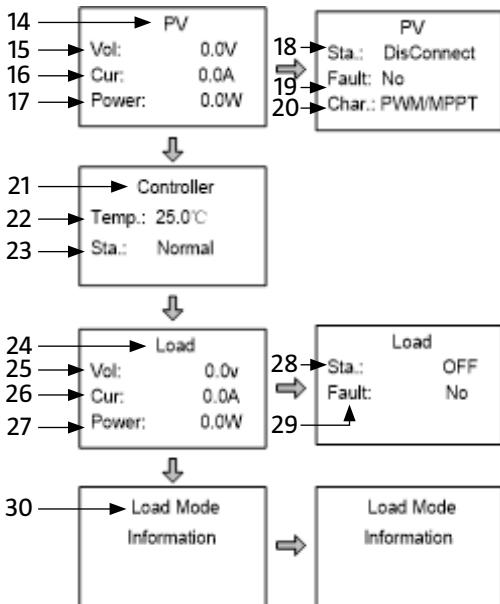 14 PV
15 Vol: 0.0V
16 Cur: 0.0A
17 Power: 0.0W
PV
18 Sta.: DisConnect
19 Fault: No
20 Char.: PWM/MPPT
21 Controller
22 Temp.: 25.0℃
23 Sta.: Normal
24 Load
25 Vol: 0.0v
26 Cur: 0.0A
27 Power: 0.0W
Load
28 Sta.: OFF
29 Fault: No
30 Load Mode
Information
Load Mode
Information